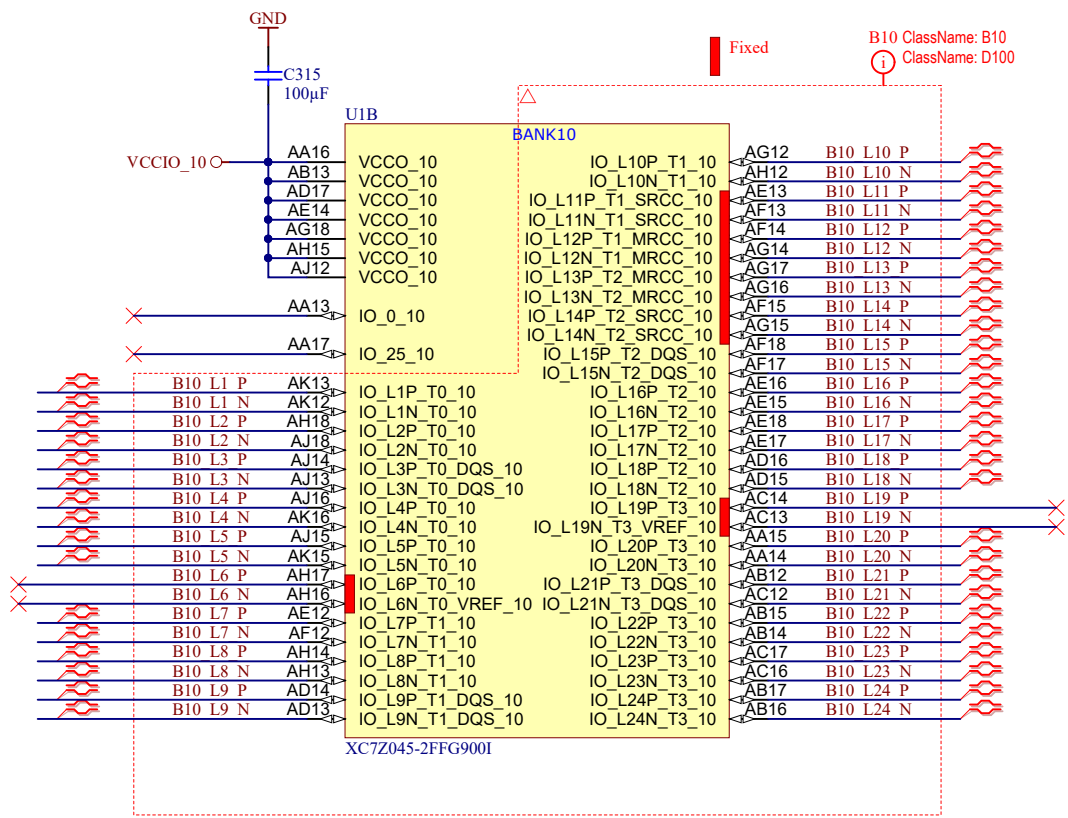 GND
C315
100µF
Fixed
B10 ClassName: B10
ClassName: D100
U1B
BANK10
VCCIO_10
AA16 VCCO_10
AB13 VCCO_10
AD17 VCCO_10
AE14 VCCO_10
AG18 VCCO_10
AH15 VCCO_10
AJ12 VCCO_10
AA13 IO_0_10
AA17 IO_25_10
B10_L1_P AK13 IO_L1P_T0_10
B10_L1_N AK12 IO_L1N_T0_10
B10_L2_P AH18 IO_L2P_T0_10
B10_L2_N AJ18 IO_L2N_T0_10
B10_L3_P AJ14 IO_L3P_T0_DQS_10
B10_L3_N AJ13 IO_L3N_T0_DQS_10
B10_L4_P AJ16 IO_L4P_T0_10
B10_L4_N AK16 IO_L4N_T0_10
B10_L5_P AJ15 IO_L5P_T0_10
B10_L5_N AK15 IO_L5N_T0_10
B10_L6_P AH17 IO_L6P_T0_10
B10_L6_N AH16 IO_L6N_T0_VREF_10
B10_L7_P AE12 IO_L7P_T1_10
B10_L7_N AF12 IO_L7N_T1_10
B10_L8_P AH14 IO_L8P_T1_10
B10_L8_N AH13 IO_L8N_T1_10
B10_L9_P AD14 IO_L9P_T1_DQS_10
B10_L9_N AD13 IO_L9N_T1_DQS_10
IO_L10P_T1_10 AG12 B10_L10_P
IO_L10N_T1_10 AH12 B10_L10_N
IO_L11P_T1_SRCC_10 AE13 B10_L11_P
IO_L11N_T1_SRCC_10 AF13 B10_L11_N
IO_L12P_T1_MRCC_10 AF14 B10_L12_P
IO_L12N_T1_MRCC_10 AG14 B10_L12_N
IO_L13P_T2_MRCC_10 AG17 B10_L13_P
IO_L13N_T2_MRCC_10 AG16 B10_L13_N
IO_L14P_T2_SRCC_10 AF15 B10_L14_P
IO_L14N_T2_SRCC_10 AG15 B10_L14_N
IO_L15P_T2_DQS_10 AF18 B10_L15_P
IO_L15N_T2_DQS_10 AF17 B10_L15_N
IO_L16P_T2_10 AE16 B10_L16_P
IO_L16N_T2_10 AE15 B10_L16_N
IO_L17P_T2_10 AE18 B10_L17_P
IO_L17N_T2_10 AE17 B10_L17_N
IO_L18P_T2_10 AD16 B10_L18_P
IO_L18N_T2_10 AD15 B10_L18_N
IO_L19P_T3_10 AC14 B10_L19_P
IO_L19N_T3_VREF_10 AC13 B10_L19_N
IO_L20P_T3_10 AA15 B10_L20_P
IO_L20N_T3_10 AA14 B10_L20_N
IO_L21P_T3_DQS_10 AB12 B10_L21_P
IO_L21N_T3_DQS_10 AC12 B10_L21_N
IO_L22P_T3_10 AB15 B10_L22_P
IO_L22N_T3_10 AB14 B10_L22_N
IO_L23P_T3_10 AC17 B10_L23_P
IO_L23N_T3_10 AC16 B10_L23_N
IO_L24P_T3_10 AB17 B10_L24_P
IO_L24N_T3_10 AB16 B10_L24_N
XC7Z045-2FFG900I